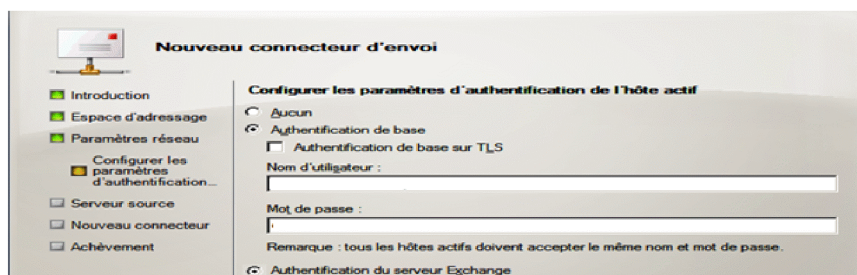 Nouveau connecteur d'envoi
Introduction
Espace d'adressage
Paramètres réseau
Configurer les
paramètres
d'authentification...
Serveur source
Nouveau connecteur
Achèvement
Configurer les paramètres d'authentification de l'hôte actif
Aucun
Authentification de base
Authentification de base sur TLS
Nom d'utilisateur :
Mot de passe :
Remarque : tous les hôtes actifs doivent accepter le même nom et mot de passe.
Authentification du serveur Exchange